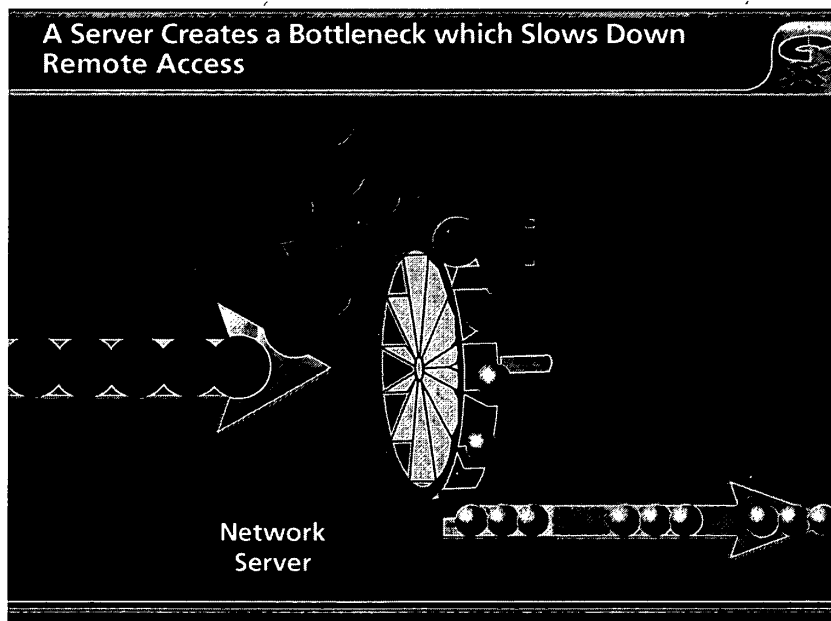 A Server Creates a Bottleneck which Slows Down
Remote Access
Network
Server